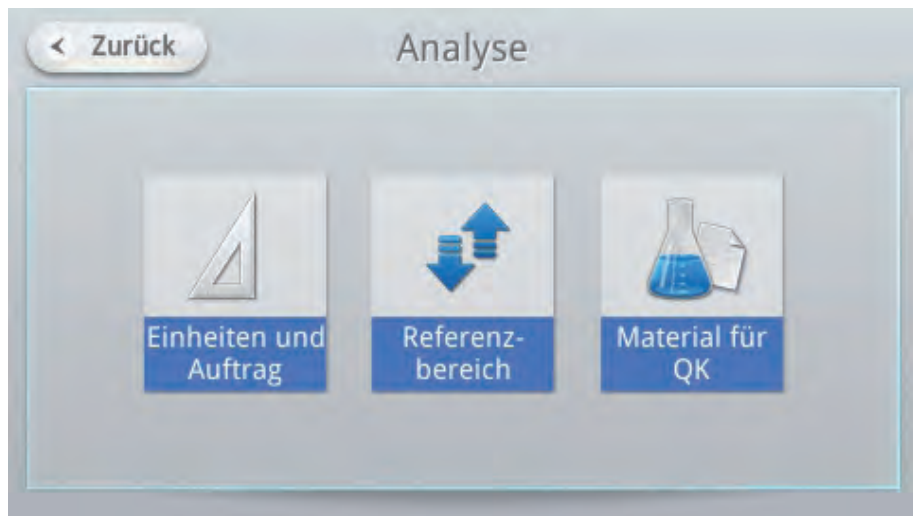 Zurück
Analyse
Einheiten und
Auftrag
Referenz-
bereich
Material für
QK